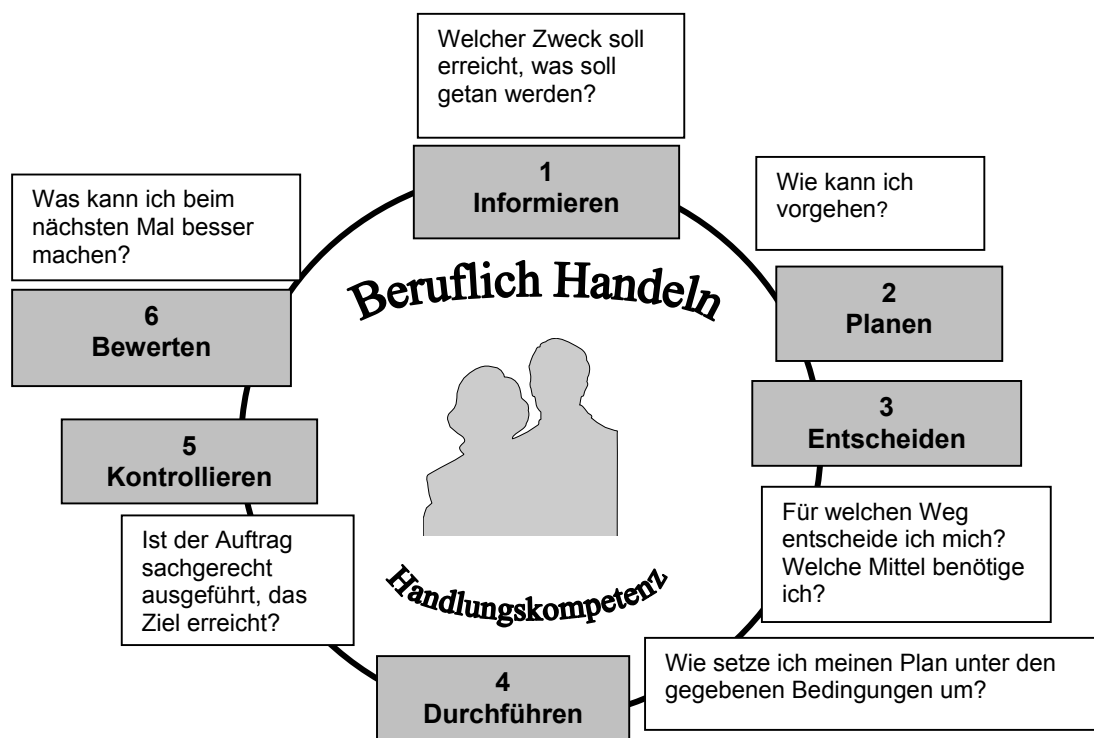 Welcher Zweck soll
erreicht, was soll
getan werden?
1
Informieren
Wie kann ich
vorgehen?
2
Planen
3
Entscheiden
Für welchen Weg
entscheide ich mich?
Welche Mittel benötige
ich?
Wie setze ich meinen Plan unter den
gegebenen Bedingungen um?
4
Durchführen
Ist der Auftrag
sachgerecht
ausgeführt, das
Ziel erreicht?
5
Kontrollieren
Was kann ich beim
nächsten Mal besser
machen?
6
Bewerten
Beruflich Handeln
Handlungskompetenz